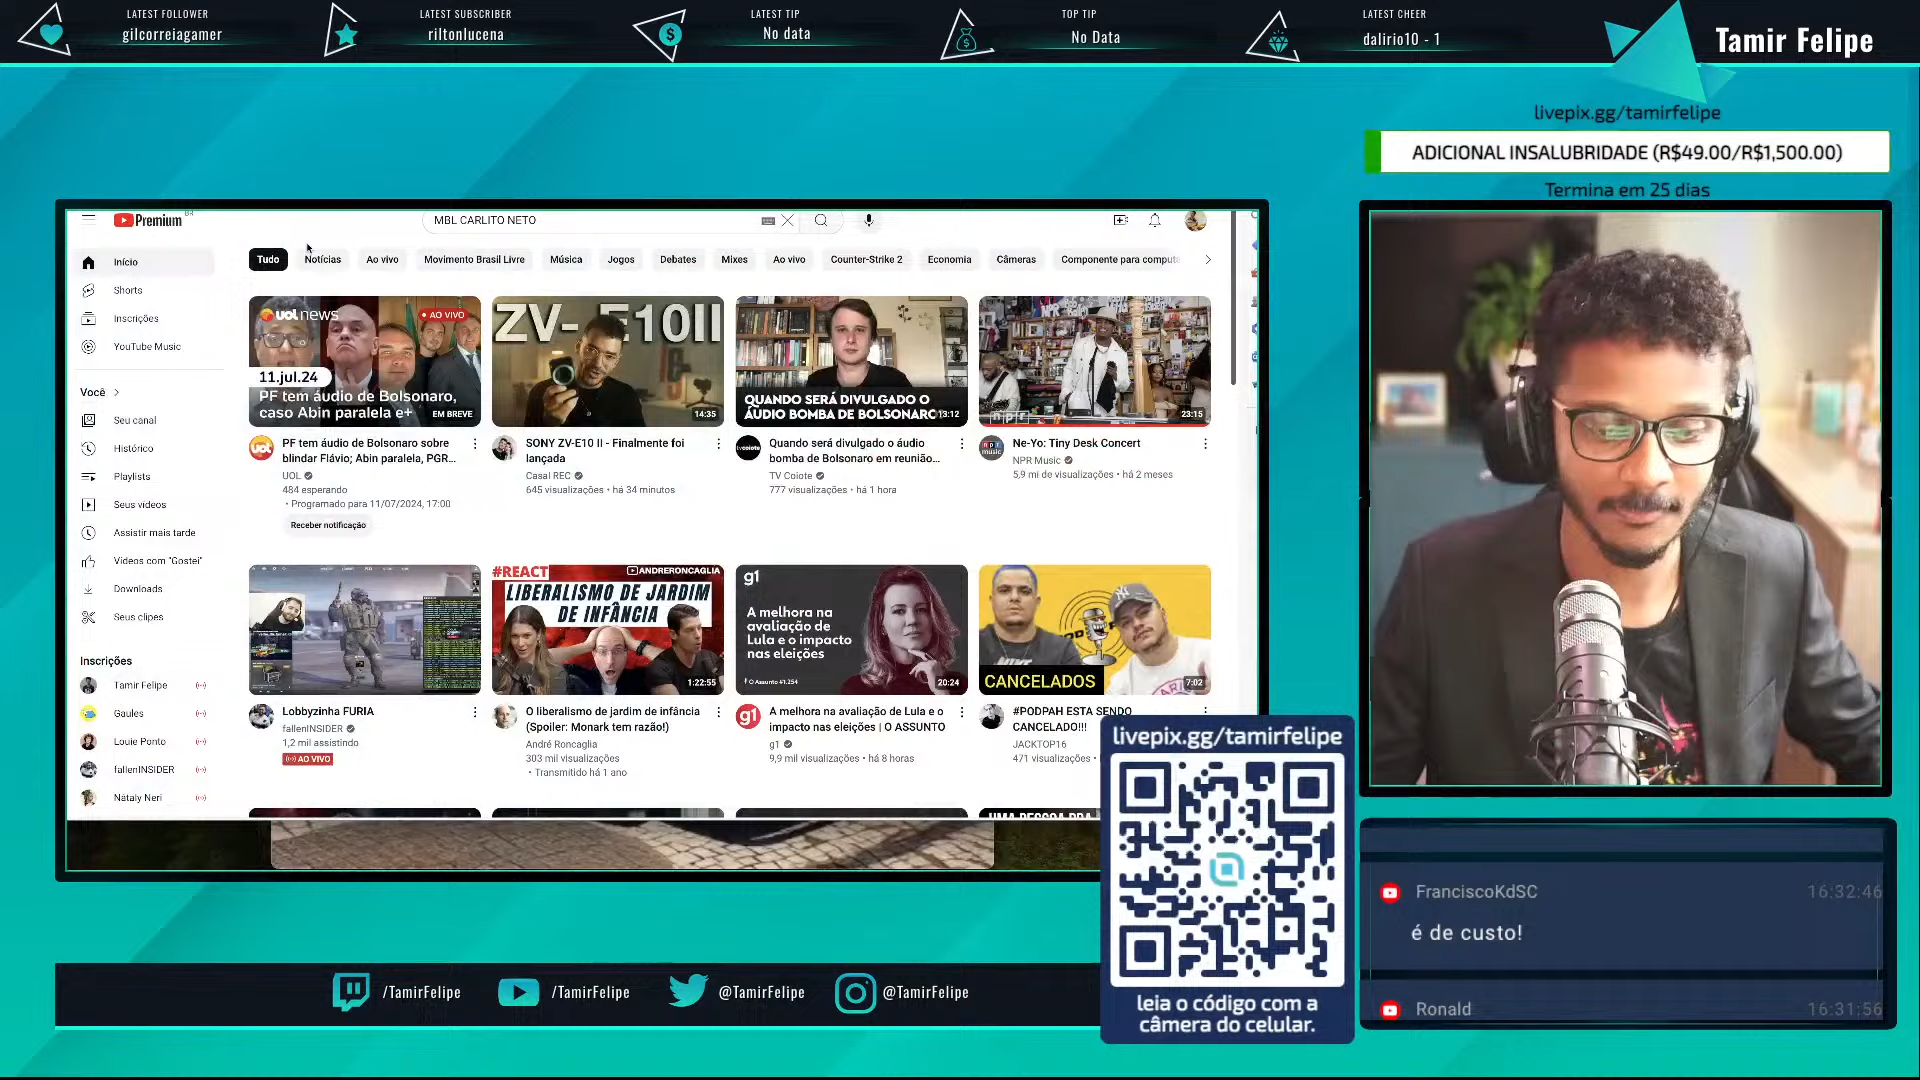 LATEST FOLLOWER
gilcorreiagamer
LATEST SUBSCRIBER
riltonlucena
LATEST TIP
No data
TOP TIP
No Data
LATEST CHEER
dalirio10 - 1
Tamir Felipe
livepix.gg/tamirfelipe
ADICIONAL INSALUBRIDADE (R$49.00/R$1,500.00)
Termina em 25 dias
Premium BR
MBL CARLITO NETO
Início
Shorts
Inscrições
YouTube Music
Você
Seu canal
Histórico
Playlists
Seus vídeos
Assistir mais tarde
Vídeos com "Gostei"
Downloads
Seus clipes
Inscrições
Tamir Felipe
Gaules
Louie Ponto
fallenINSIDER
Nátaly Neri
Tudo
Notícias
Ao vivo
Movimento Brasil Livre
Música
Jogos
Debates
Mixes
Ao vivo
Counter-Strike 2
Economia
Câmeras
Componente para computa
uol news
AO VIVO
11.jul.24
PF tem áudio de Bolsonaro,
caso Abin paralela e+
EM BREVE
PF tem áudio de Bolsonaro sobre
blindar Flávio; Abin paralela, PGR...
UOL
484 esperando
• Programado para 11/07/2024, 17:00
Receber notificação
ZV-E10II
14:35
SONY ZV-E10 II - Finalmente foi
lançada
Casal REC
645 visualizações • há 34 minutos
QUANDO SERÁ DIVULGADO O
ÁUDIO BOMBA DE BOLSONARO
13:12
tvcoiote
Quando será divulgado o áudio
bomba de Bolsonaro em reunião...
TV Coiote
777 visualizações • há 1 hora
npr
23:15
npr
music
Ne-Yo: Tiny Desk Concert
NPR Music
5,9 mi de visualizações • há 2 meses
Lobbyzinha FURIA
fallenINSIDER
1,2 mil assistindo
AO VIVO
#REACT
ANDRERONCAGLIA
LIBERALISMO DE JARDIM
DE INFÂNCIA
1:22:55
O liberalismo de jardim de infância
(Spoiler: Monark tem razão!)
André Roncaglia
303 mil visualizações
• Transmitido há 1 ano
g1
A melhora na
avaliação de
Lula e o impacto
nas eleições
O Assunto #1.254
20:24
g1
A melhora na avaliação de Lula e o
impacto nas eleições | O ASSUNTO
g1
9,9 mil visualizações • há 8 horas
CANCELADOS
7:02
#PODPAH ESTA SENDO
CANCELADO!!!
JACKTOP16
471 visualizações •
UMA PESSOA PRA
livepix.gg/tamirfelipe
leia o código com a
câmera do celular.
FranciscoKdSC
16:32:46
é de custo!
Ronald
16:31:56
/TamirFelipe
/TamirFelipe
@TamirFelipe
@TamirFelipe